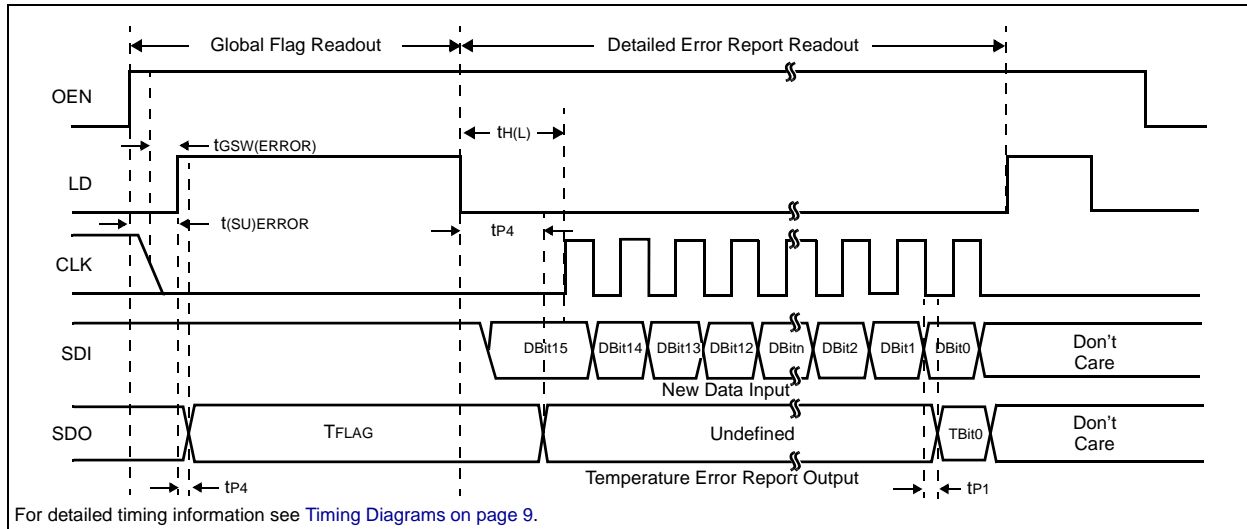 Global Flag Readout
Detailed Error Report Readout
OEN
tH(L)
tGSW(ERROR)
LD
t(SU)ERROR
tP4
CLK
SDI
DBit15
DBit14
DBit13
DBit12
DBitn
DBit2
DBit1
DBit0
Don't
Care
New Data Input
SDO
TFLAG
Undefined
TBit0
Don't
Care
Temperature Error Report Output
tP4
tP1
For detailed timing information see Timing Diagrams on page 9.